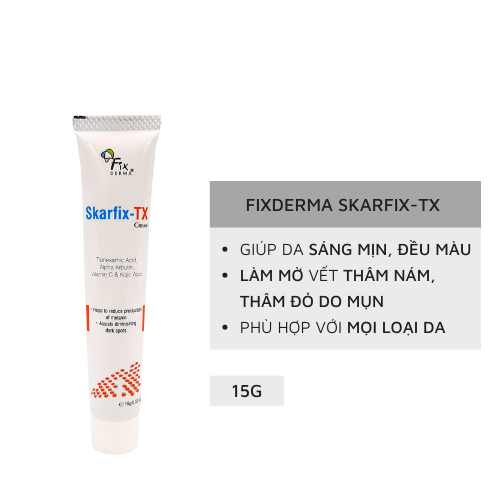 Fix
DERMA
Skarfix-TX
Cream
Tranexamic Acid,
Alpha Arbutin,
Vitamin C & Kojic Acid
- Helps to reduce production
of melanin
- Assists diminishing
dark spots
FIXDERMA SKARFIX-TX
• GIÚP DA SÁNG MỊN, ĐỀU MÀU
• LÀM MỜ VẾT THÂM NÁM,
THÂM ĐỎ DO MỤN
• PHÙ HỢP VỚI MỌI LOẠI DA
15G